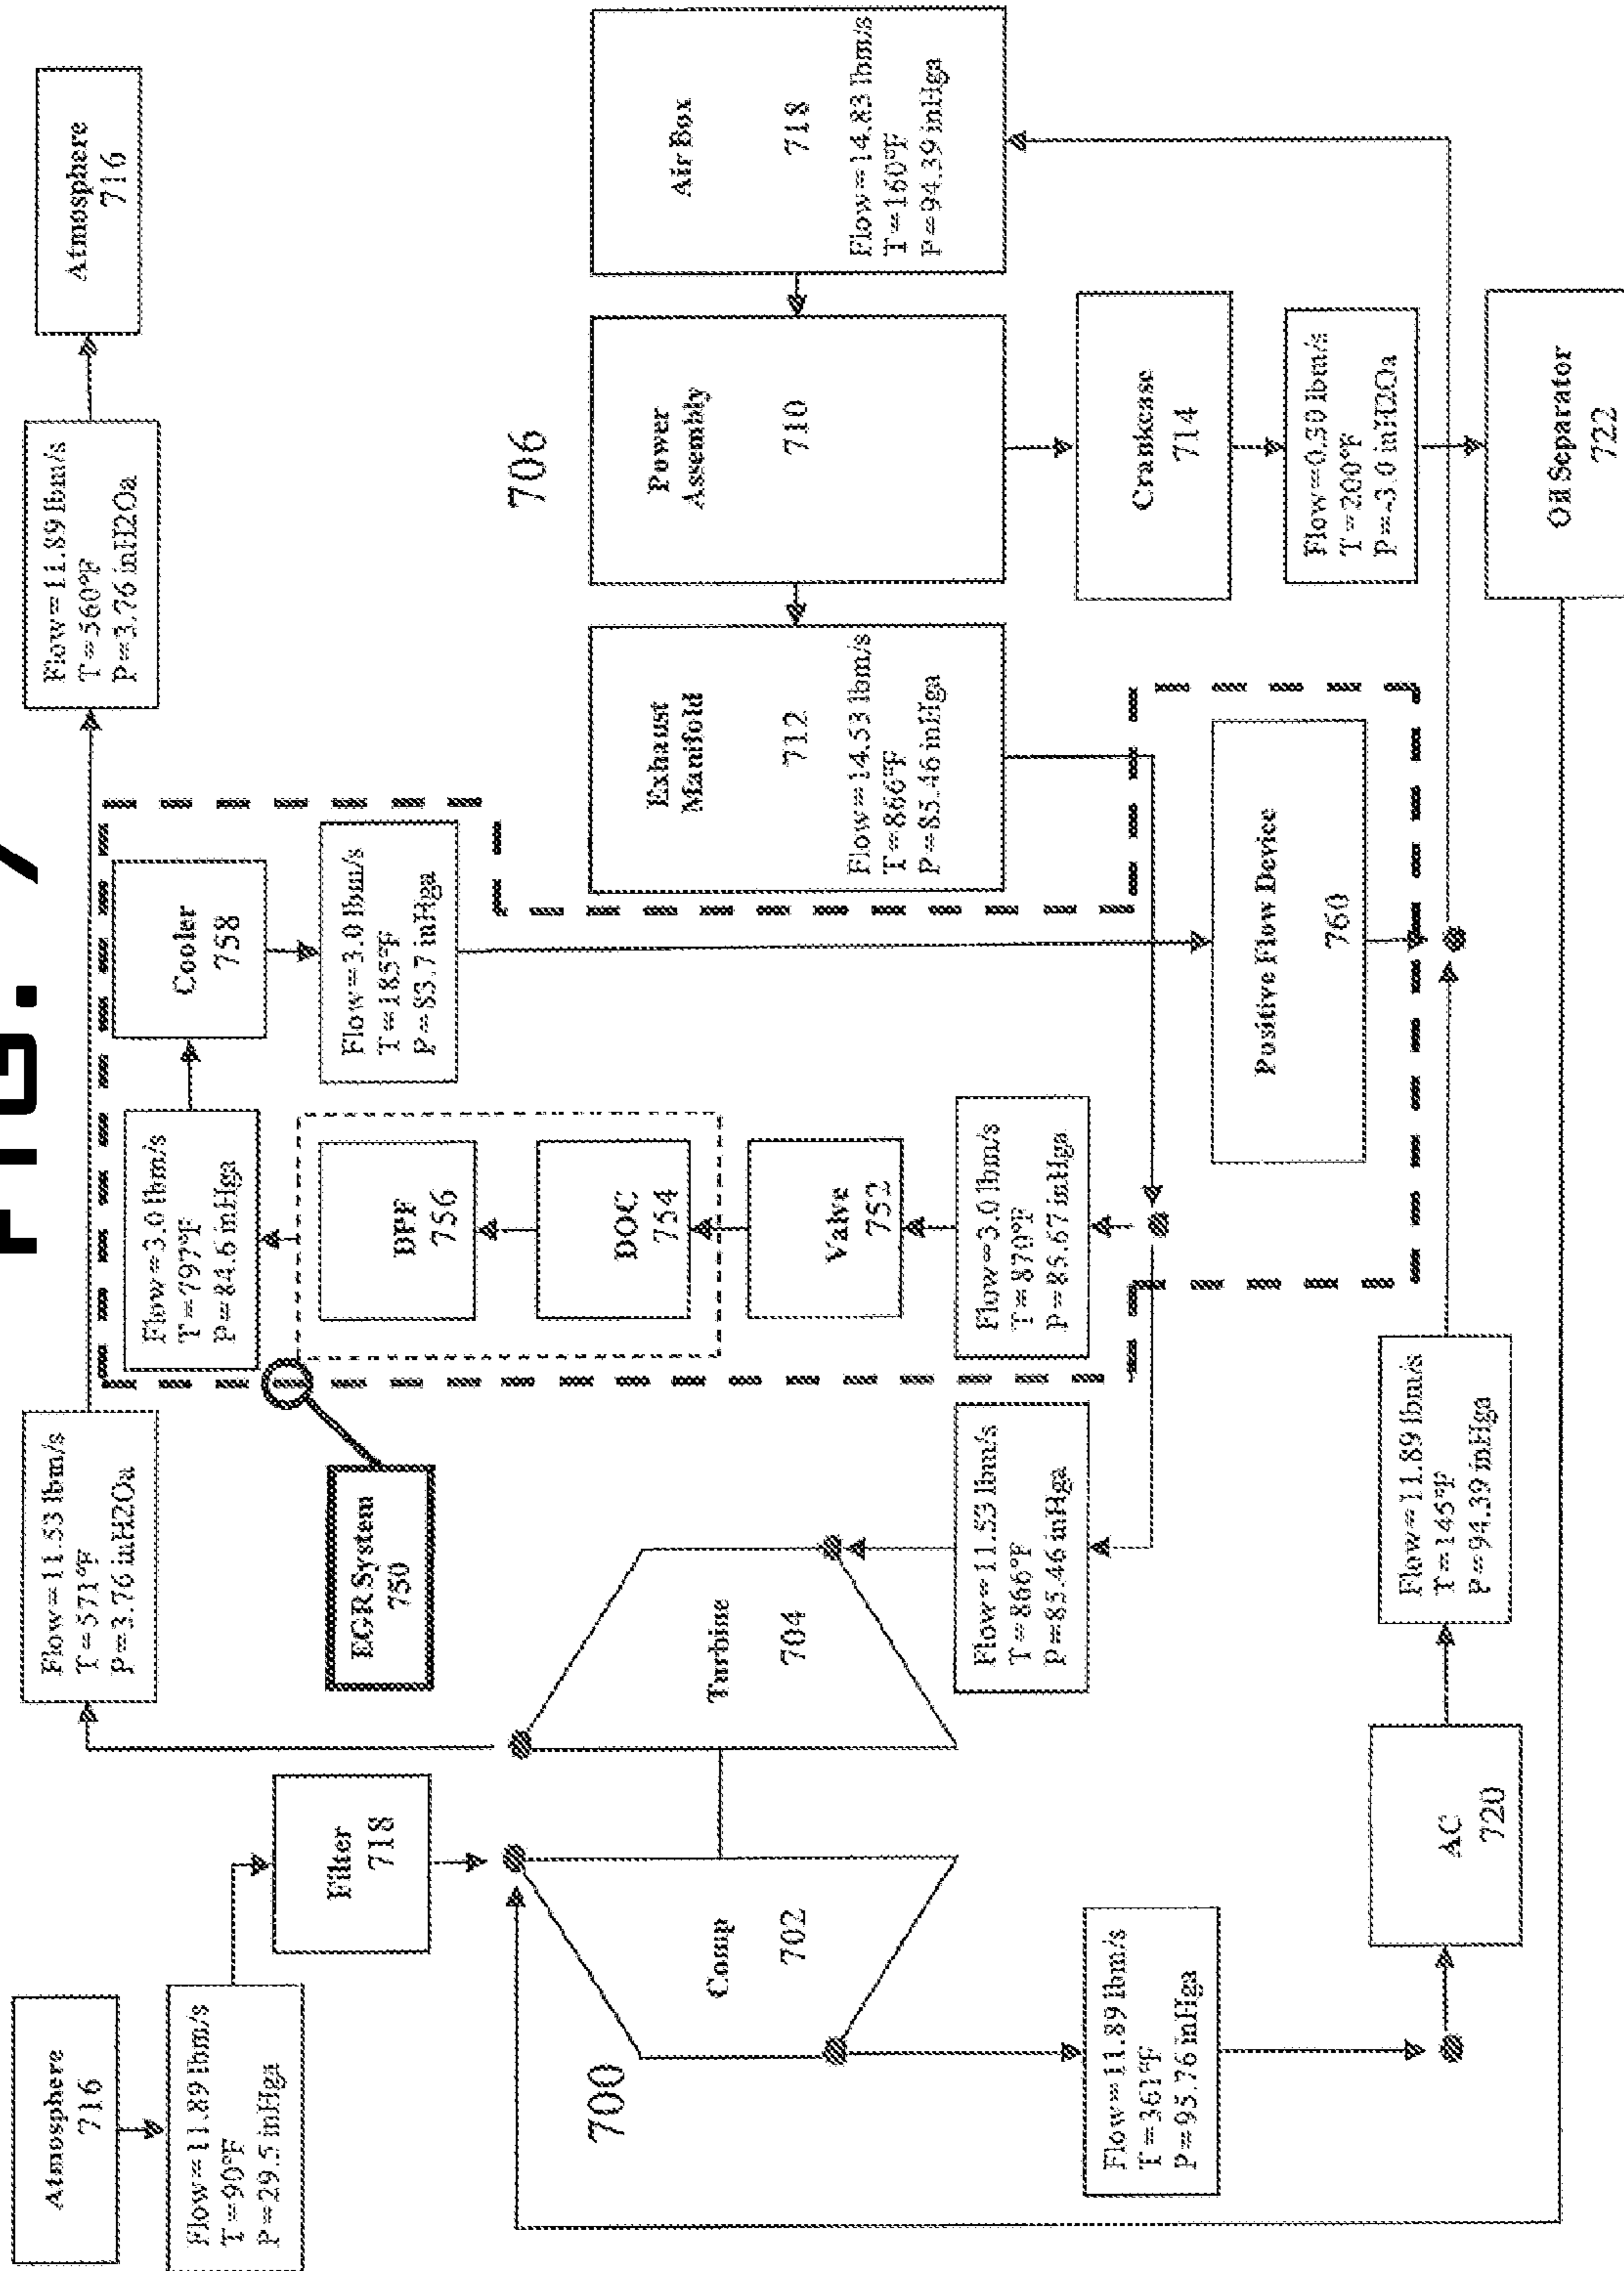 FIG. 7
Atmosphere
716
Flow=11.89 lbm/s
T=90°F
P=29.5 inHga
Filter
718
Flow=11.53 lbm/s
T=571°F
P=3.76 inH2Oa
Flow=11.89 lbm/s
T=560°F
P=3.76 inH2Oa
Atmosphere
716
EGR System
750
Flow=3.0 lbm/s
T=797°F
P=84.6 inHga
Cooler
758
Flow=3.0 lbm/s
T=185°F
P=83.7 inHga
DPF
756
DOC
754
Valve
752
Flow=3.0 lbm/s
T=870°F
P=85.67 inHga
700
Comp
702
Turbine
704
Flow=11.53 lbm/s
T=866°F
P=85.46 inHga
706
Exhaust
Manifold
712
Flow=14.53 lbm/s
T=866°F
P=85.46 inHga
Power
Assembly
710
Air Box
718
Flow=14.83 lbm/s
T=160°F
P=94.39 inHga
Crankcase
714
Flow=0.30 lbm/s
T=200°F
P=-3.0 inH2Oa
Positive Flow Device
760
Flow=11.89 lbm/s
T=361°F
P=95.76 inHga
AC
720
Flow=11.89 lbm/s
T=145°F
P=94.39 inHga
Oil Separator
722